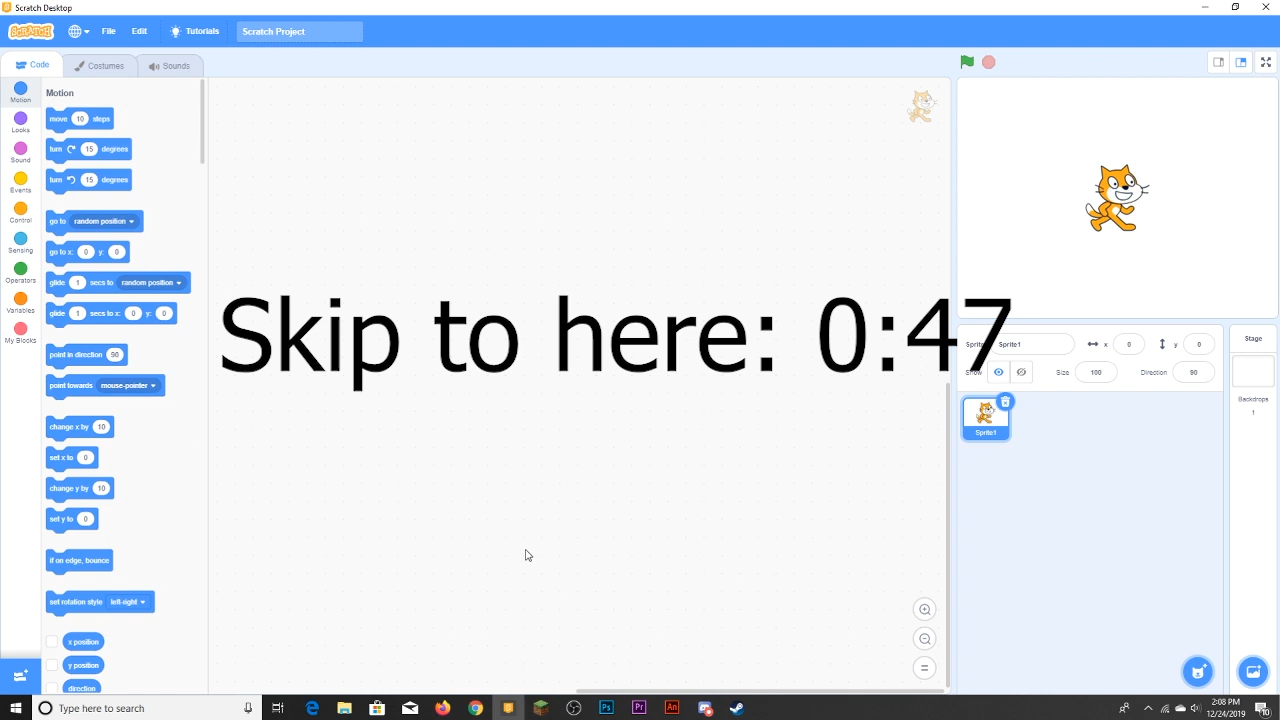 Scratch Desktop
SCRATCH File Edit Tutorials Scratch Project
Code Costumes Sounds
Motion
Looks
Sound
Events
Control
Sensing
Operators
Variables
My Blocks
Motion
move 10 steps
turn 15 degrees
turn 15 degrees
go to random position
go to x: 0 y: 0
glide 1 secs to random position
glide 1 secs to x: 0 y: 0
point in direction 90
point towards mouse-pointer
change x by 10
set x to 0
change y by 10
set y to 0
if on edge, bounce
set rotation style left-right
x position
y position
direction
Skip to here: 0:47
Sprite Sprite1 x 0 y 0
Show Size 100 Direction 90
Sprite1
Stage
Backdrops
1
Type here to search
Ps Pr An
2:08 PM
12/24/2019
10